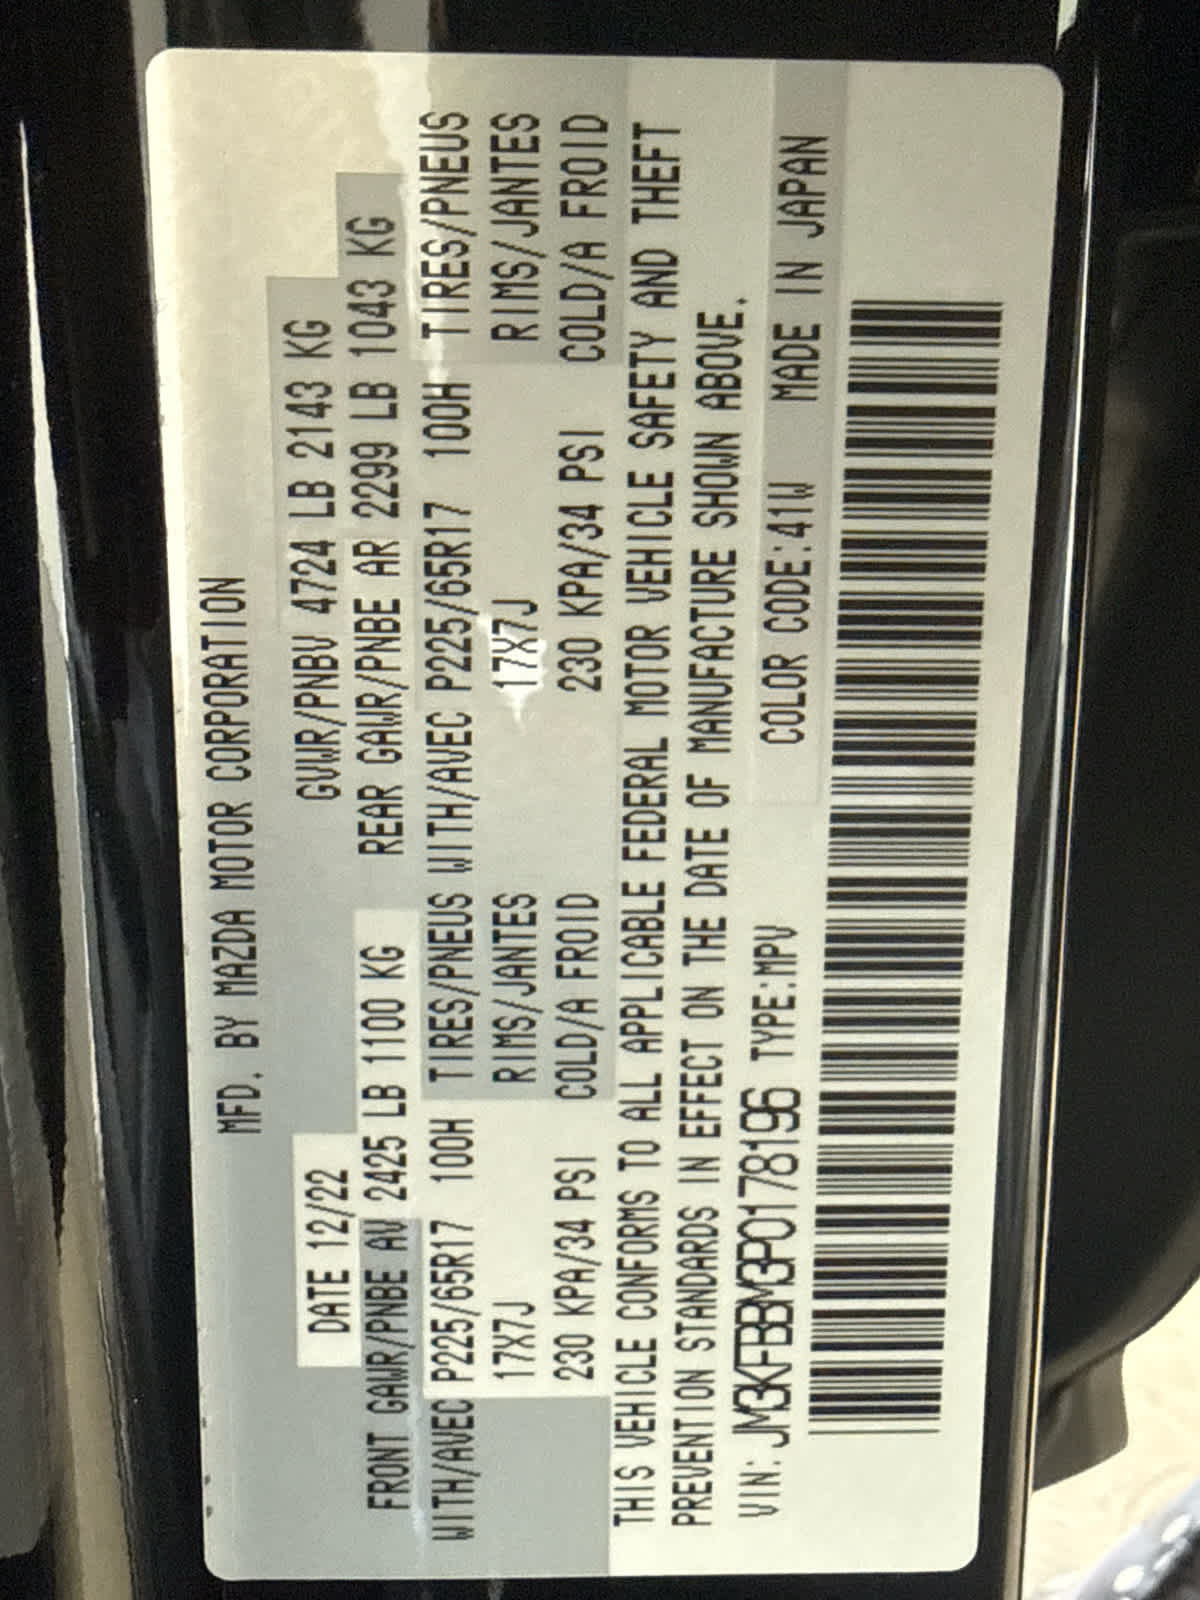 MFD. BY MAZDA MOTOR CORPORATION
DATE 12/22 GVWR/PNBV 4724 LB 2143 KG
FRONT GAWR/PNBE AV 2425 LB 1100 KG REAR GAWR/PNBE AR 2299 LB 1043 KG
WITH/AVEC P225/65R17 100H TIRES/PNEUS WITH/AVEC P225/65R17 100H TIRES/PNEUS
17X7J RIMS/JANTES 17X7J RIMS/JANTES
230 KPA/34 PSI COLD/A FROID 230 KPA/34 PSI COLD/A FROID
THIS VEHICLE CONFORMS TO ALL APPLICABLE FEDERAL MOTOR VEHICLE SAFETY AND THEFT
PREVENTION STANDARDS IN EFFECT ON THE DATE OF MANUFACTURE SHOWN ABOVE.
VIN: JM3KFBBM3P0178196 TYPE:MPV COLOR CODE:41W MADE IN JAPAN